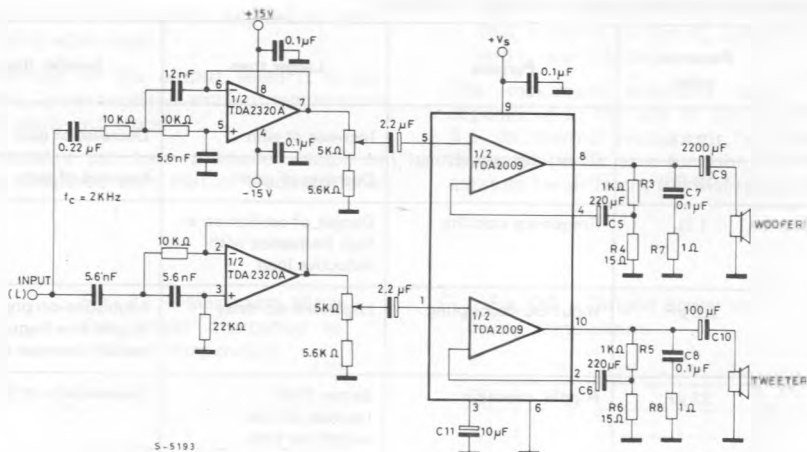 +15V
0.1µF
+Vs
0.1µF
12nF
6
8
1/2
TDA2320A
7
10KΩ
10KΩ
5
4
0.1µF
0.22µF
5.6nF
-15V
fc = 2KHz
5KΩ
5.6KΩ
2,2µF
5
9
1/2
TDA2009
8
4
220µF
C5
1KΩ
R3
R4
15Ω
C7
0.1µF
R7
1Ω
2200µF
C9
WOOFER
10KΩ
2
1/2
TDA2320A
1
INPUT
(L)
5.6nF
5.6nF
3
22KΩ
5KΩ
5.6KΩ
2,2µF
1
1/2
TDA2009
10
2
220µF
C6
1KΩ
R5
R6
15Ω
C8
0.1µF
R8
1Ω
100µF
C10
TWEETER
3
6
C11
10µF
S-5193